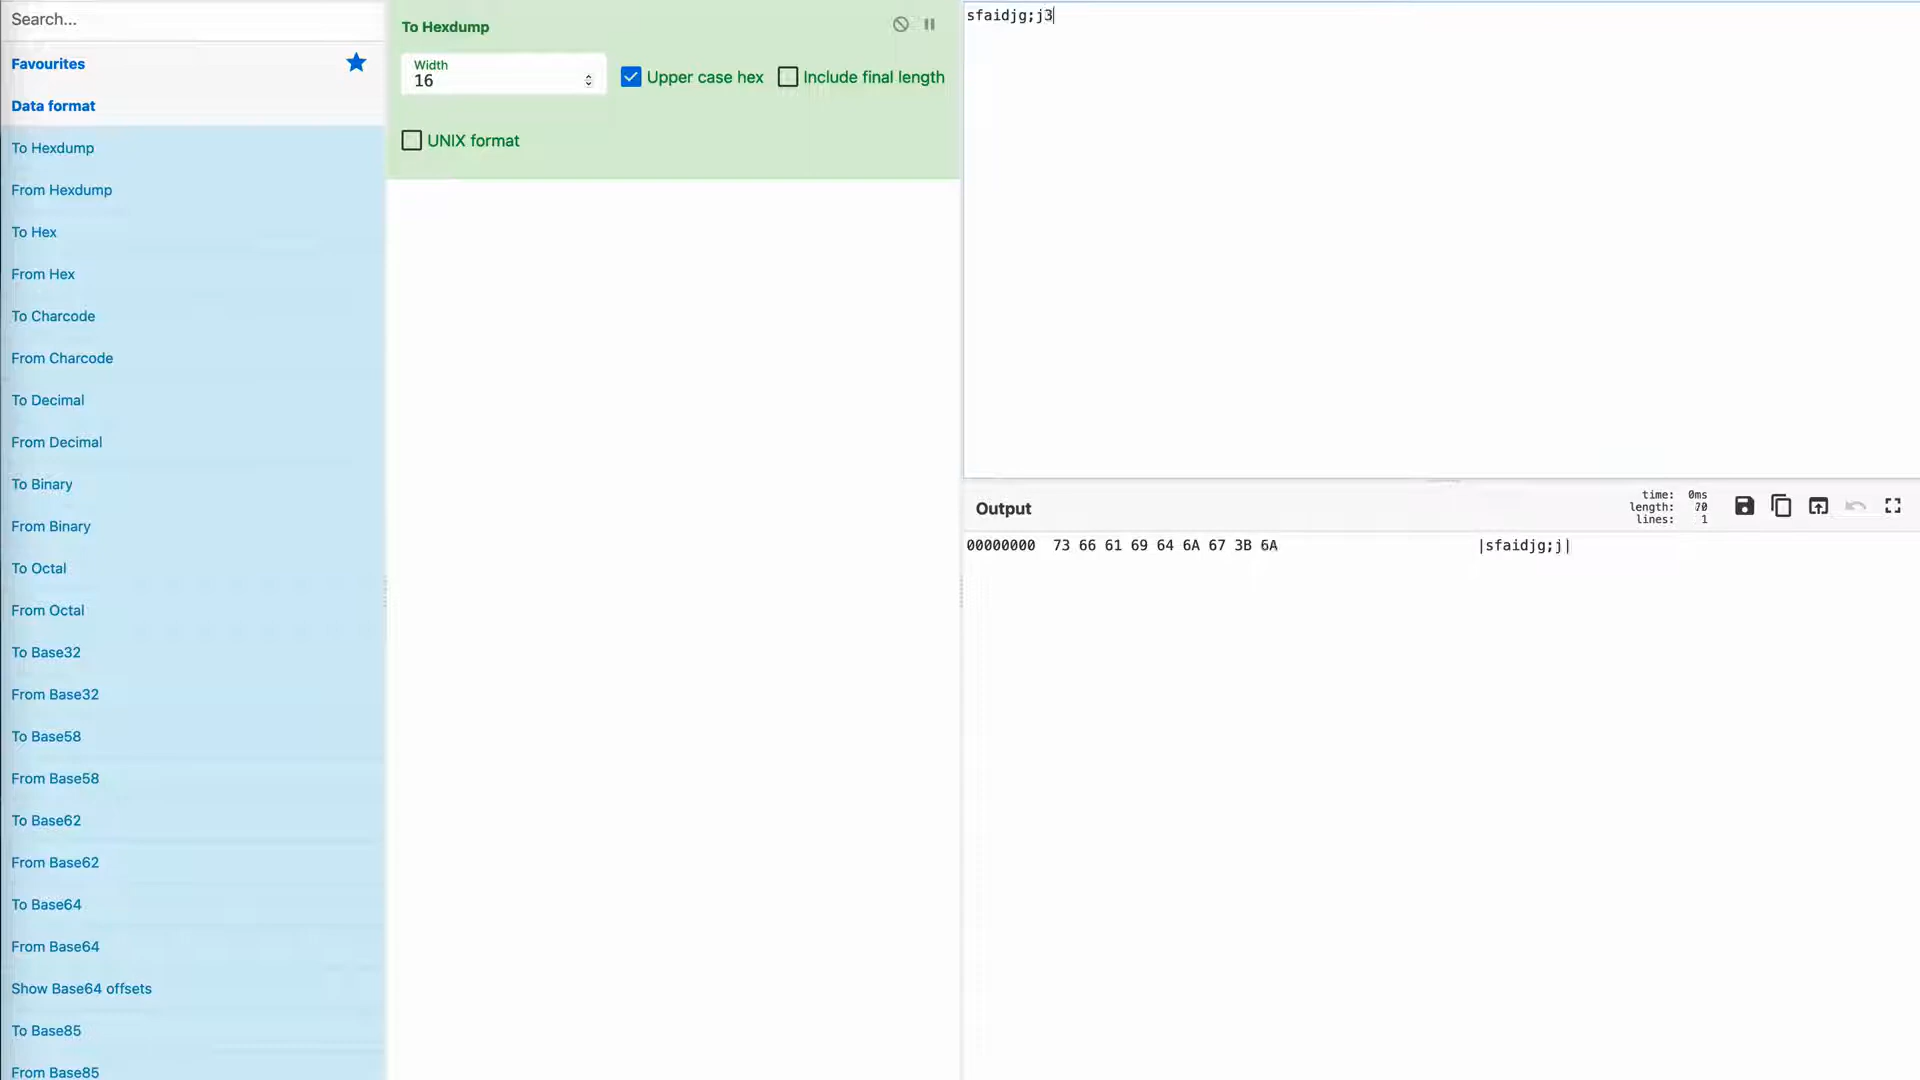 Search...
Favourites
Data format
To Hexdump
From Hexdump
To Hex
From Hex
To Charcode
From Charcode
To Decimal
From Decimal
To Binary
From Binary
To Octal
From Octal
To Base32
From Base32
To Base58
From Base58
To Base62
From Base62
To Base64
From Base64
Show Base64 offsets
To Base85
From Base85
To Hexdump
Width
16
Upper case hex
Include final length
UNIX format
sfaidjg;j3
Output
time: 0ms
length: 70
lines: 1
00000000 73 66 61 69 64 6A 67 3B 6A |sfaidjg;j|